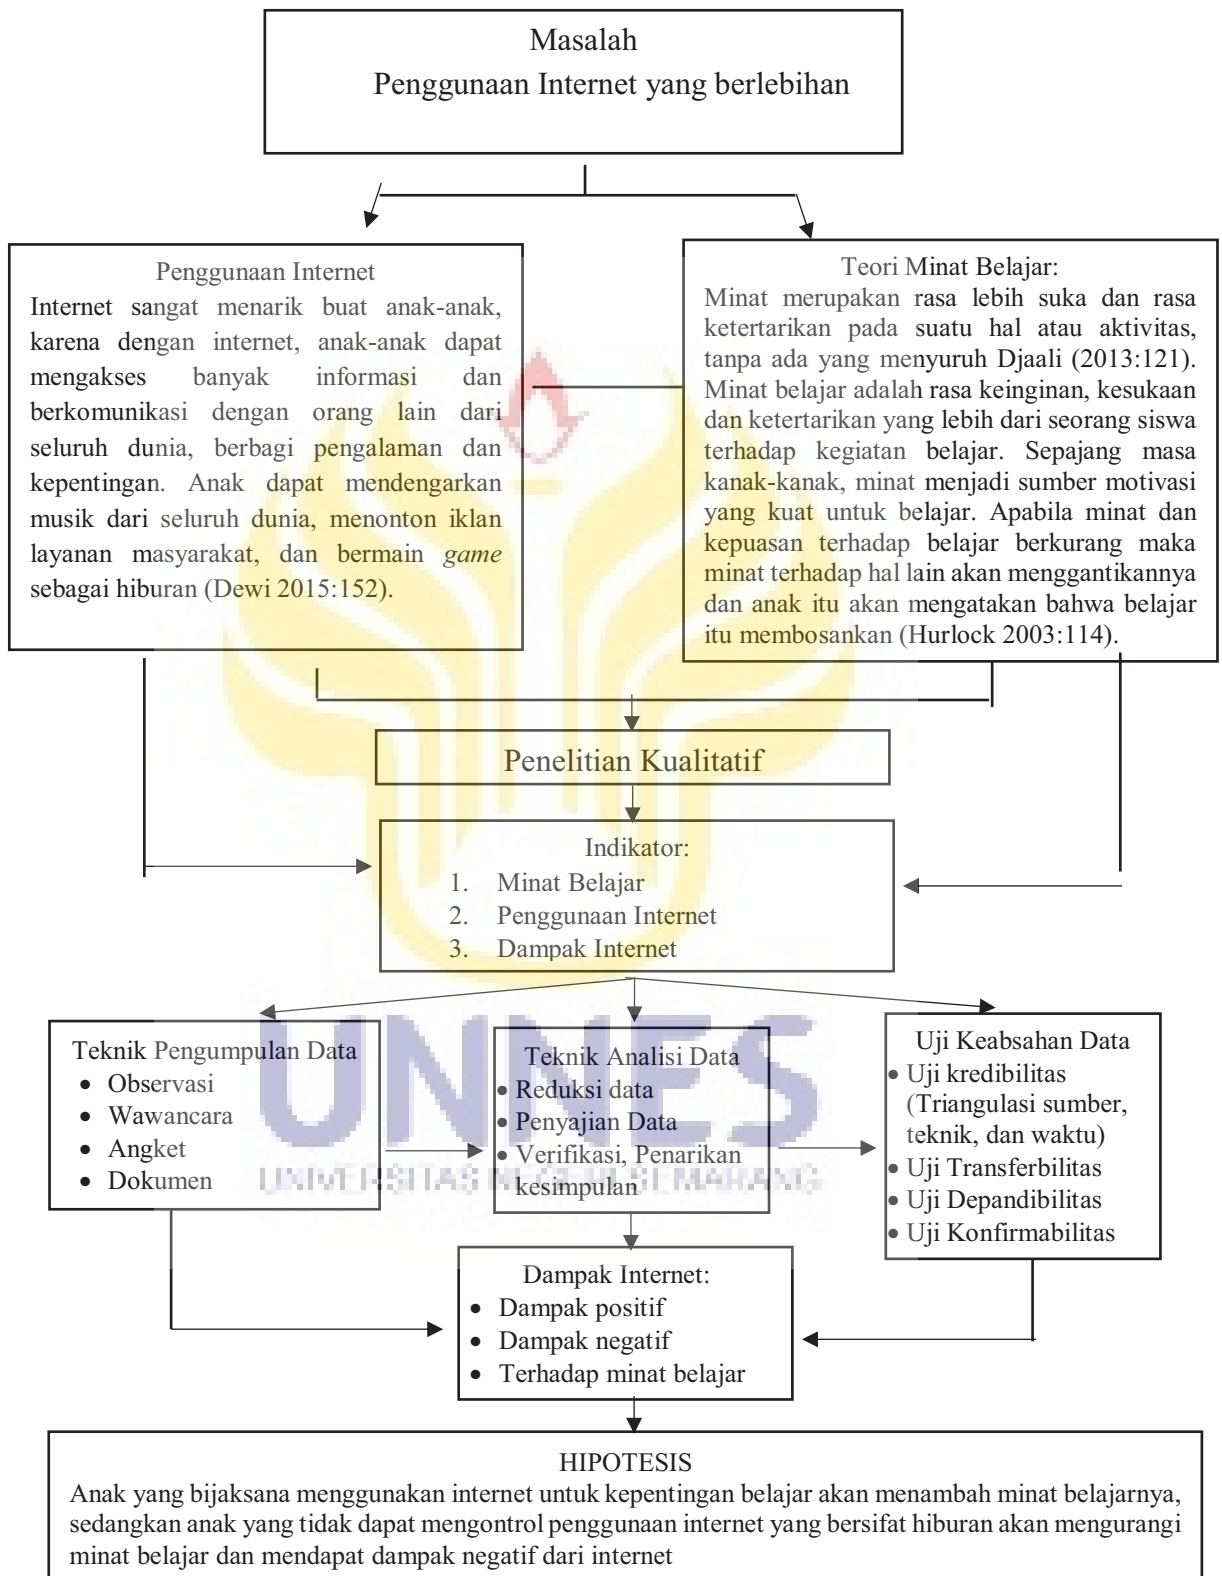 Masalah
Penggunaan Internet yang berlebihan
Penggunaan Internet
Internet sangat menarik buat anak-anak,
karena dengan internet, anak-anak dapat
mengakses banyak informasi dan
berkomunikasi dengan orang lain dari
seluruh dunia, berbagi pengalaman dan
kepentingan. Anak dapat mendengarkan
musik dari seluruh dunia, menonton iklan
layanan masyarakat, dan bermain game
sebagai hiburan (Dewi 2015:152).
Teori Minat Belajar:
Minat merupakan rasa lebih suka dan rasa
ketertarikan pada suatu hal atau aktivitas,
tanpa ada yang menyuruh Djaali (2013:121).
Minat belajar adalah rasa keinginan, kesukaan
dan ketertarikan yang lebih dari seorang siswa
terhadap kegiatan belajar. Sepajang masa
kanak-kanak, minat menjadi sumber motivasi
yang kuat untuk belajar. Apabila minat dan
kepuasan terhadap belajar berkurang maka
minat terhadap hal lain akan menggantikannya
dan anak itu akan mengatakan bahwa belajar
itu membosankan (Hurlock 2003:114).
Penelitian Kualitatif
Indikator:
1. Minat Belajar
2. Penggunaan Internet
3. Dampak Internet
Teknik Pengumpulan Data
• Observasi
• Wawancara
• Angket
• Dokumen
Teknik Analisi Data
• Reduksi data
• Penyajian Data
• Verifikasi, Penarikan
kesimpulan
Uji Keabsahan Data
• Uji kredibilitas
(Triangulasi sumber,
teknik, dan waktu)
• Uji Transferbilitas
• Uji Depandibilitas
• Uji Konfirmabilitas
UNNES
UNIVERSITAS NEGERI SEMARANG
Dampak Internet:
• Dampak positif
• Dampak negatif
• Terhadap minat belajar
HIPOTESIS
Anak yang bijaksana menggunakan internet untuk kepentingan belajar akan menambah minat belajarnya,
sedangkan anak yang tidak dapat mengontrol penggunaan internet yang bersifat hiburan akan mengurangi
minat belajar dan mendapat dampak negatif dari internet